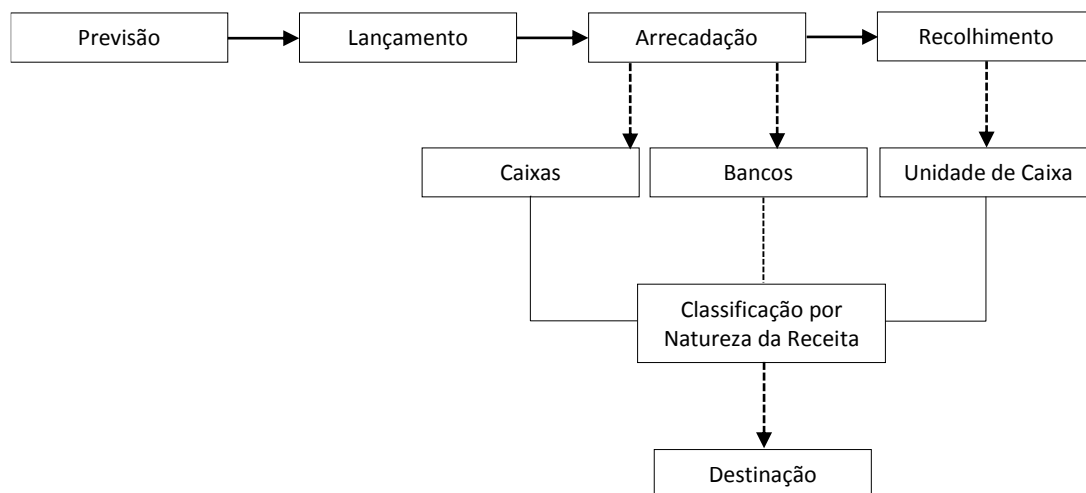 Previsão
Lançamento
Arrecadação
Recolhimento
Caixas
Bancos
Unidade de Caixa
Classificação por
Natureza da Receita
Destinação